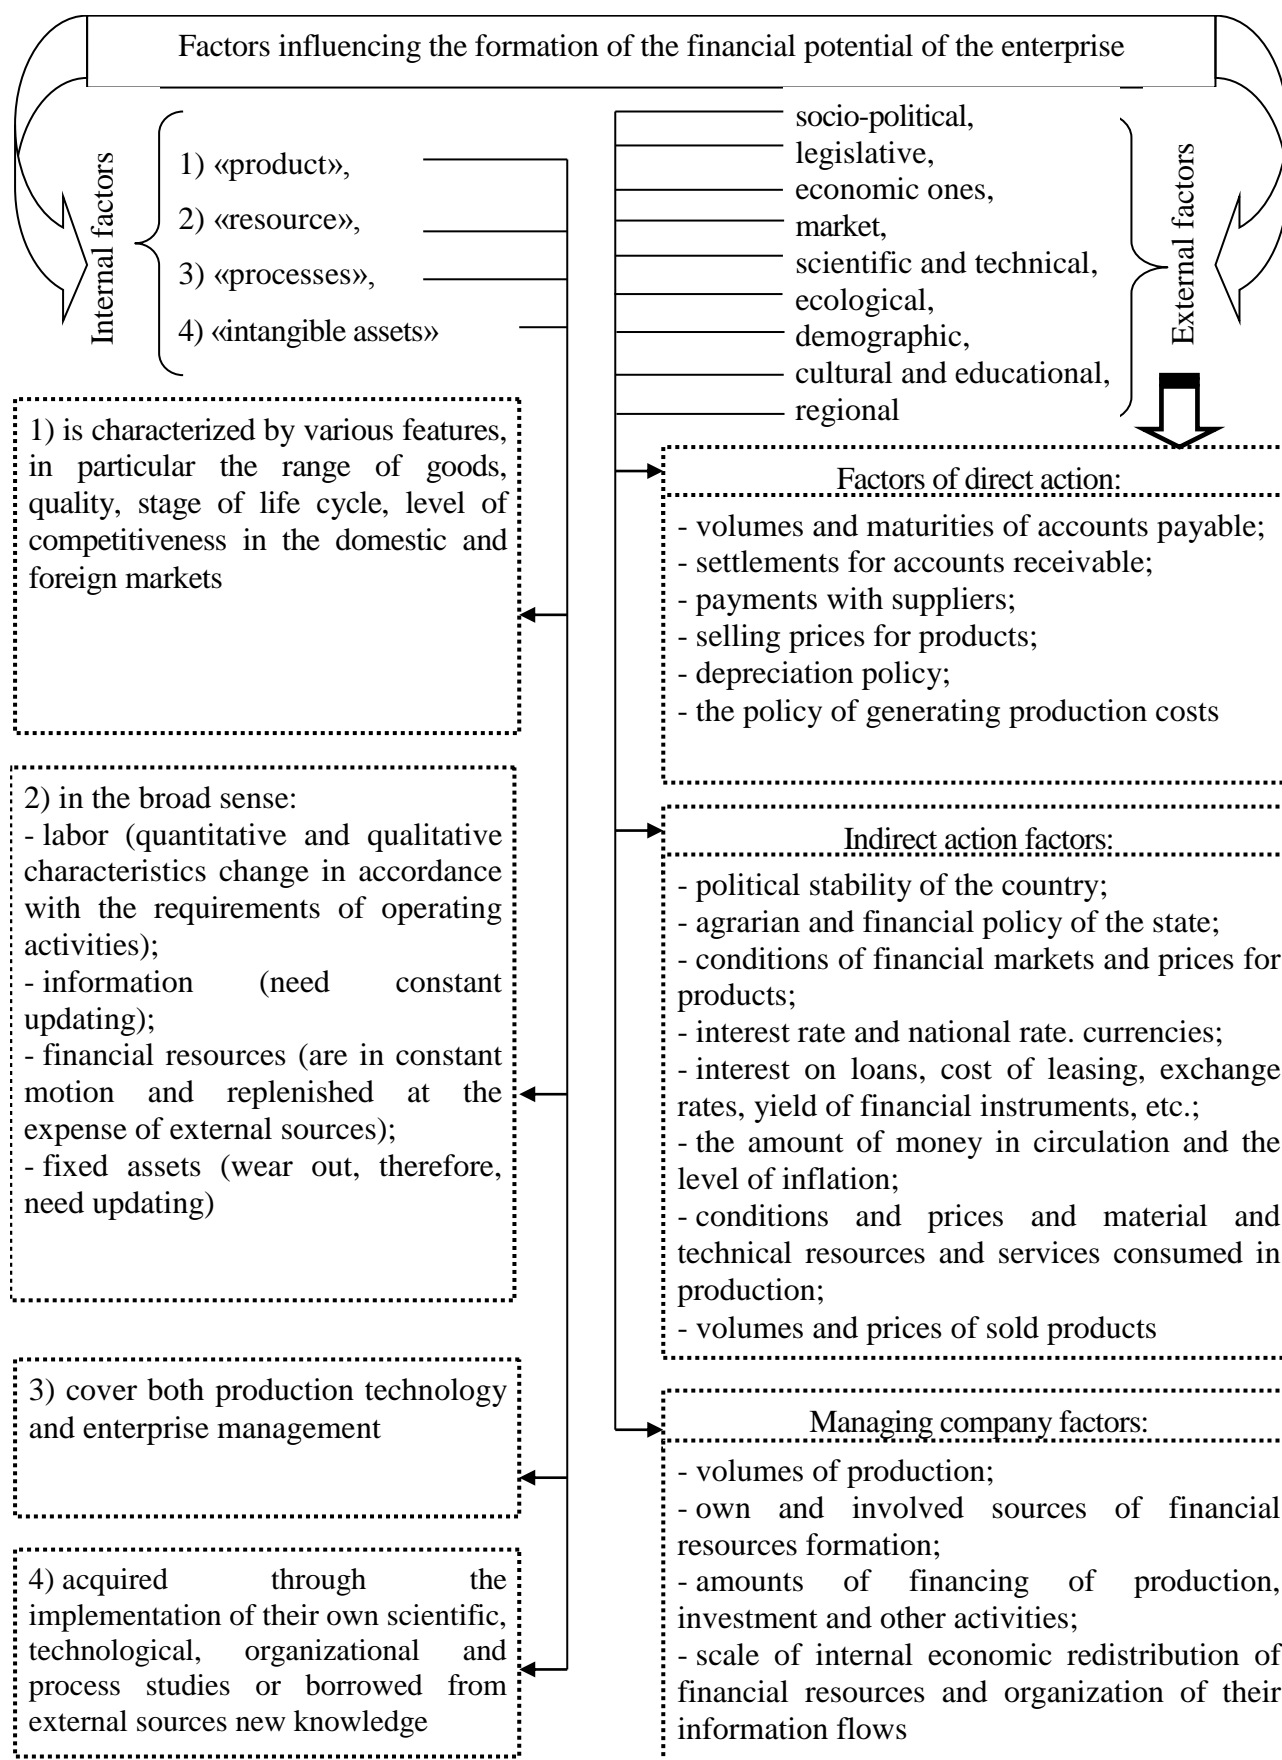 Factors influencing the formation of the financial potential of the enterprise
Internal factors
1) «product»,
2) «resource»,
3) «processes»,
4) «intangible assets»
socio-political,
legislative,
economic ones,
market,
scientific and technical,
ecological,
demographic,
cultural and educational,
regional
External factors
1) is characterized by various features,
in particular the range of goods,
quality, stage of life cycle, level of
competitiveness in the domestic and
foreign markets
2) in the broad sense:
- labor (quantitative and qualitative
characteristics change in accordance
with the requirements of operating
activities);
- information (need constant
updating);
- financial resources (are in constant
motion and replenished at the
expense of external sources);
- fixed assets (wear out, therefore,
need updating)
3) cover both production technology
and enterprise management
4) acquired through the
implementation of their own scientific,
technological, organizational and
process studies or borrowed from
external sources new knowledge
Factors of direct action:
- volumes and maturities of accounts payable;
- settlements for accounts receivable;
- payments with suppliers;
- selling prices for products;
- depreciation policy;
- the policy of generating production costs
Indirect action factors:
- political stability of the country;
- agrarian and financial policy of the state;
- conditions of financial markets and prices for
products;
- interest rate and national rate. currencies;
- interest on loans, cost of leasing, exchange
rates, yield of financial instruments, etc.;
- the amount of money in circulation and the
level of inflation;
- conditions and prices and material and
technical resources and services consumed in
production;
- volumes and prices of sold products
Managing company factors:
- volumes of production;
- own and involved sources of financial
resources formation;
- amounts of financing of production,
investment and other activities;
- scale of internal economic redistribution of
financial resources and organization of their
information flows